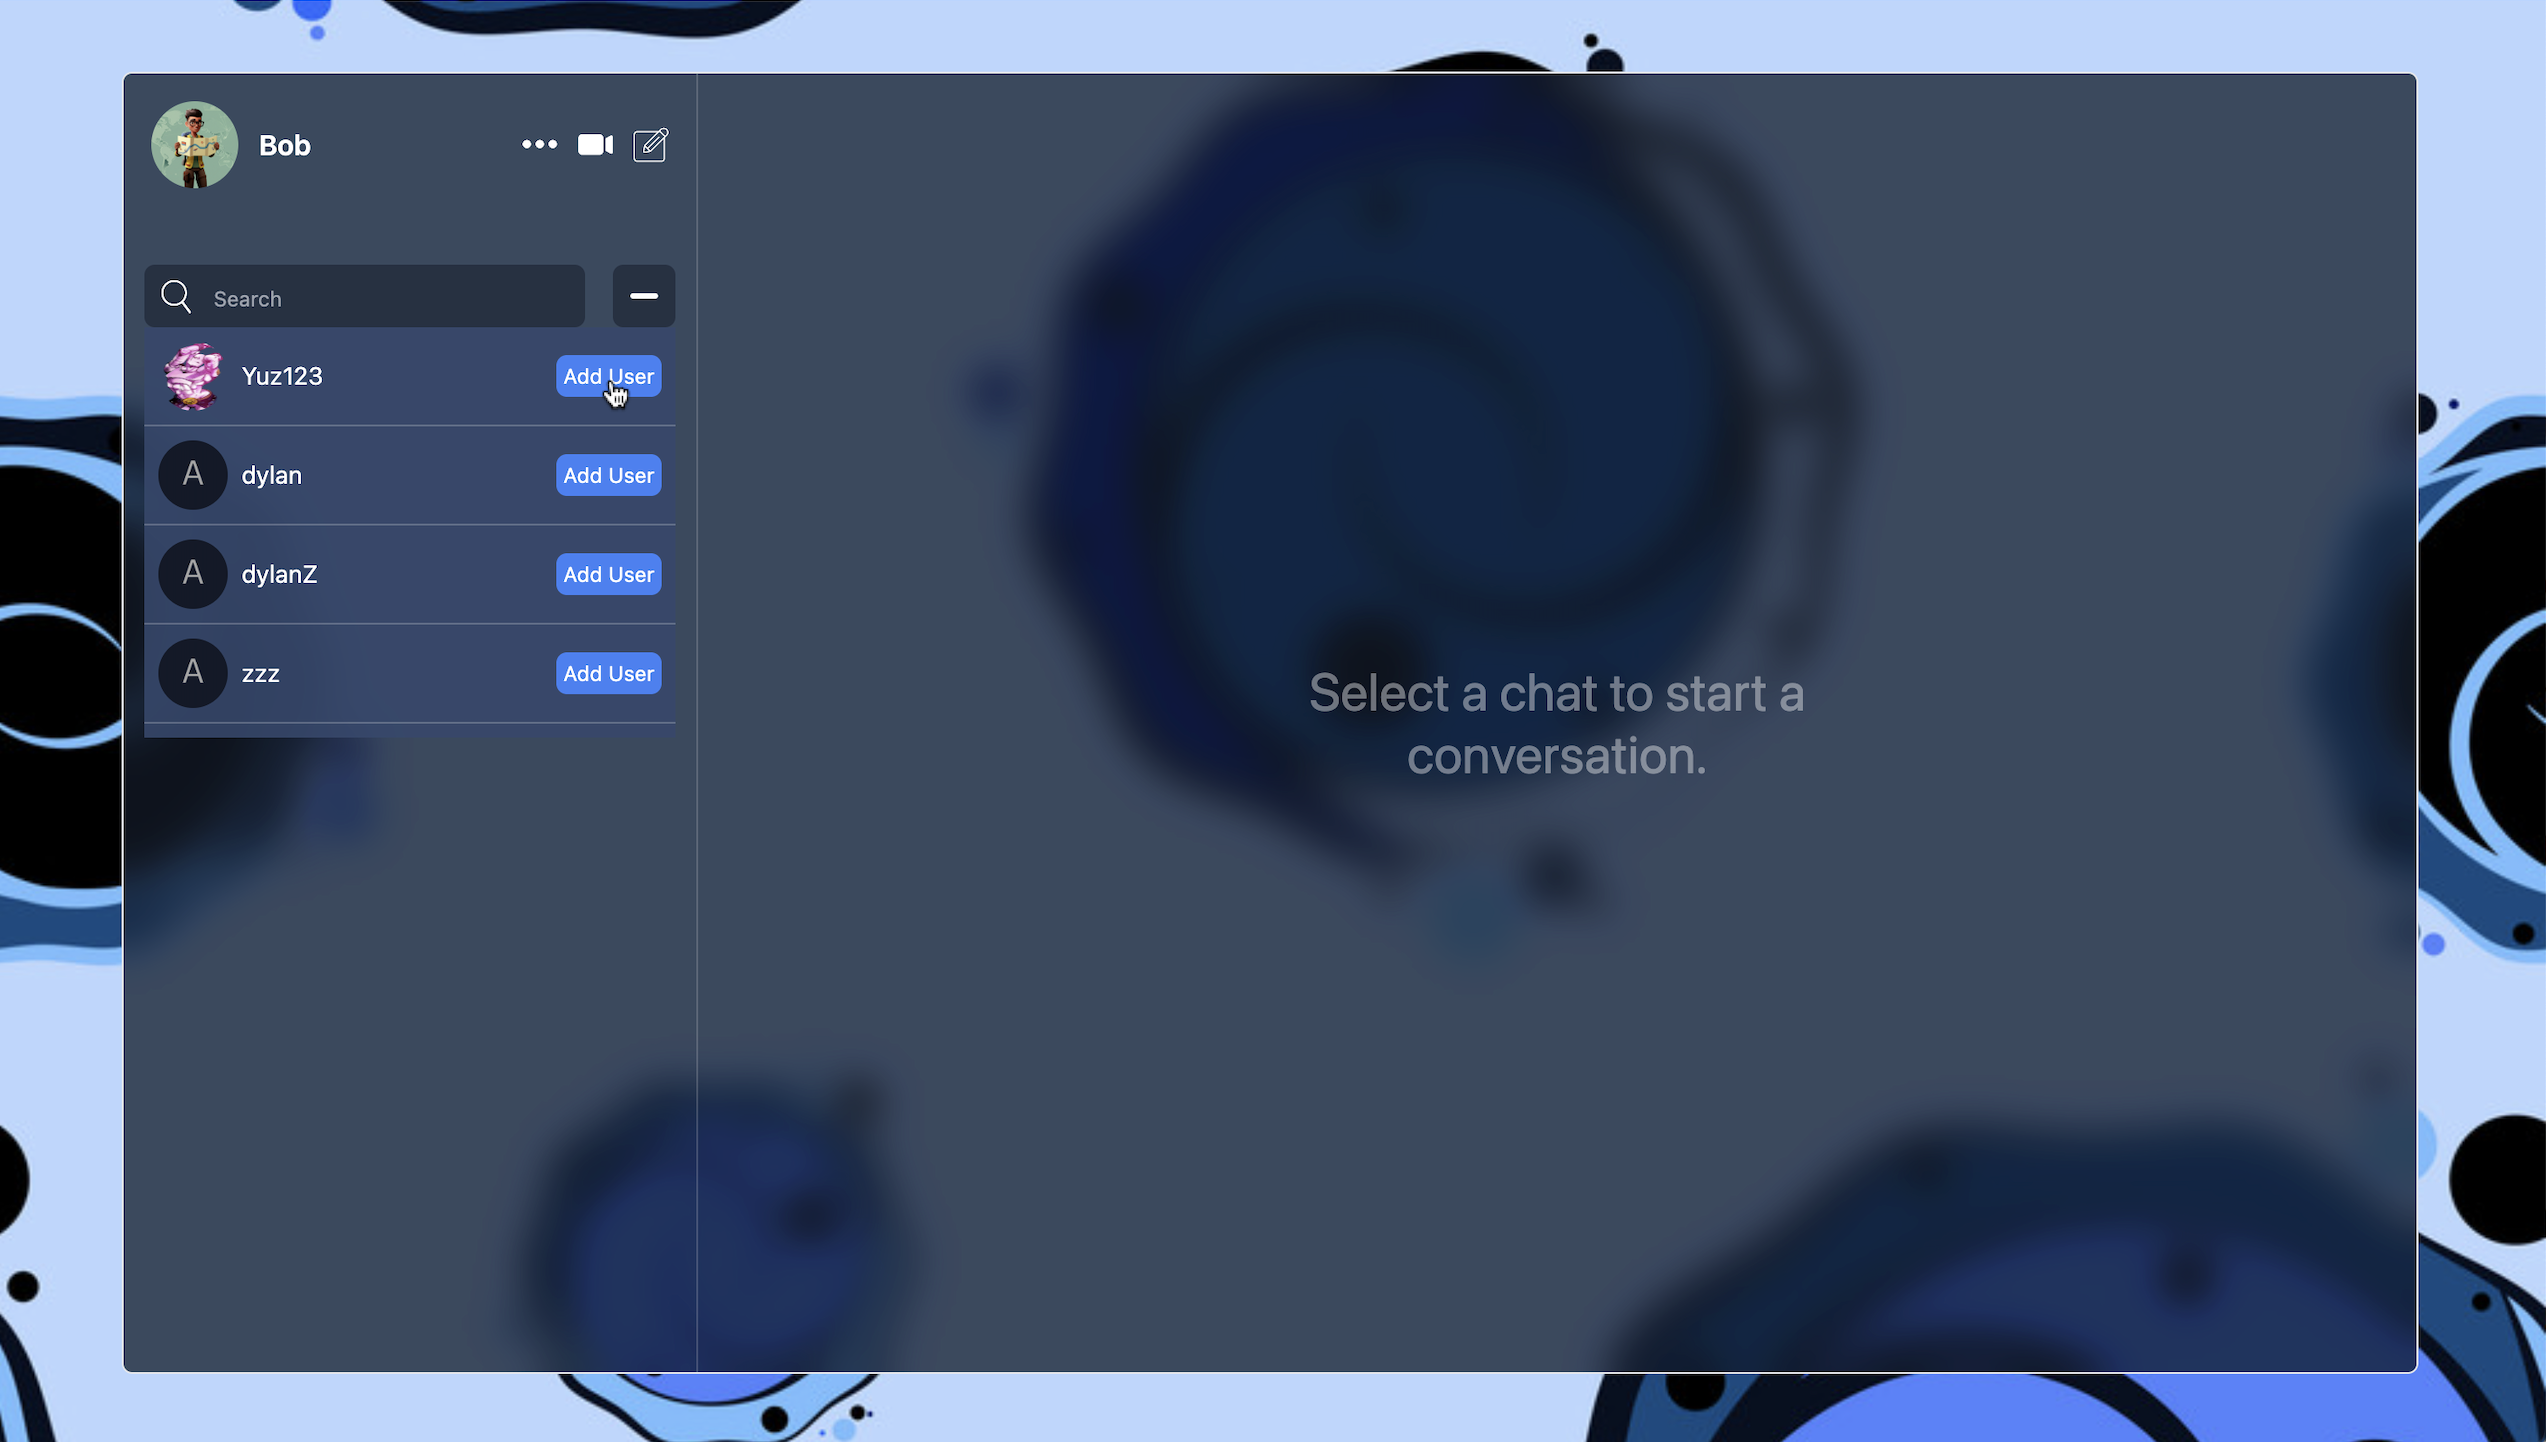 Bob
Search
Yuz123
Add User
A
dylan
Add User
A
dylanZ
Add User
A
zzz
Add User
Select a chat to start a
conversation.